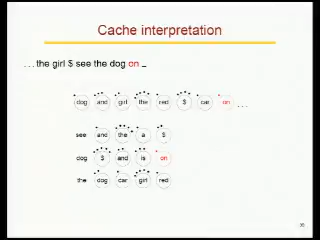 Cache interpretation
...the girl $ see the dog on _
dog and girl the red $ car on ...
see and the a $
dog $ and is on
the dog car girl red